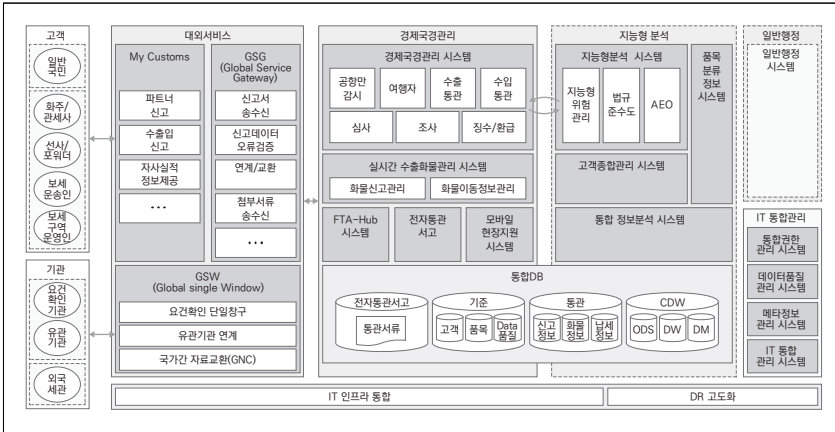 고객
일반
국민
화주/
관세사
선사/
포워더
보세
운송인
보세
구역
운영인
기관
요건
확인
기관
유관
기관
외국
세관
대외서비스
My Customs
파트너
신고
수출입
신고
자사실적
정보제공
...
GSG
(Global Service
Gateway)
신고서
송수신
신고데이터
오류검증
연계/교환
첨부서류
송수신
...
GSW
(Global single Window)
요건확인 단일창구
유관기관 연계
국가간 자료교환(GNC)
경제국경관리
경제국경관리 시스템
공항만
감시
여행자
수출
통관
수입
통관
심사
조사
징수/환급
실시간 수출화물관리 시스템
화물신고관리
화물이동정보관리
FTA-Hub
시스템
전자통관
서고
모바일
현장지원
시스템
지능형 분석
지능형분석 시스템
지능형
위험
관리
법규
준수도
AEO
품목
분류
정보
시스템
고객종합관리 시스템
통합 정보분석 시스템
통합DB
전자통관서고
통관서류
기준
고객
품목
Data
품질
통관
신고
정보
화물
정보
납세
정보
CDW
ODS
DW
DM
일반행정
일반행정
시스템
IT 통합관리
통합권한
관리 시스템
데이터품질
관리 시스템
메타정보
관리 시스템
IT 통합
관리 시스템
IT 인프라 통합
DR 고도화